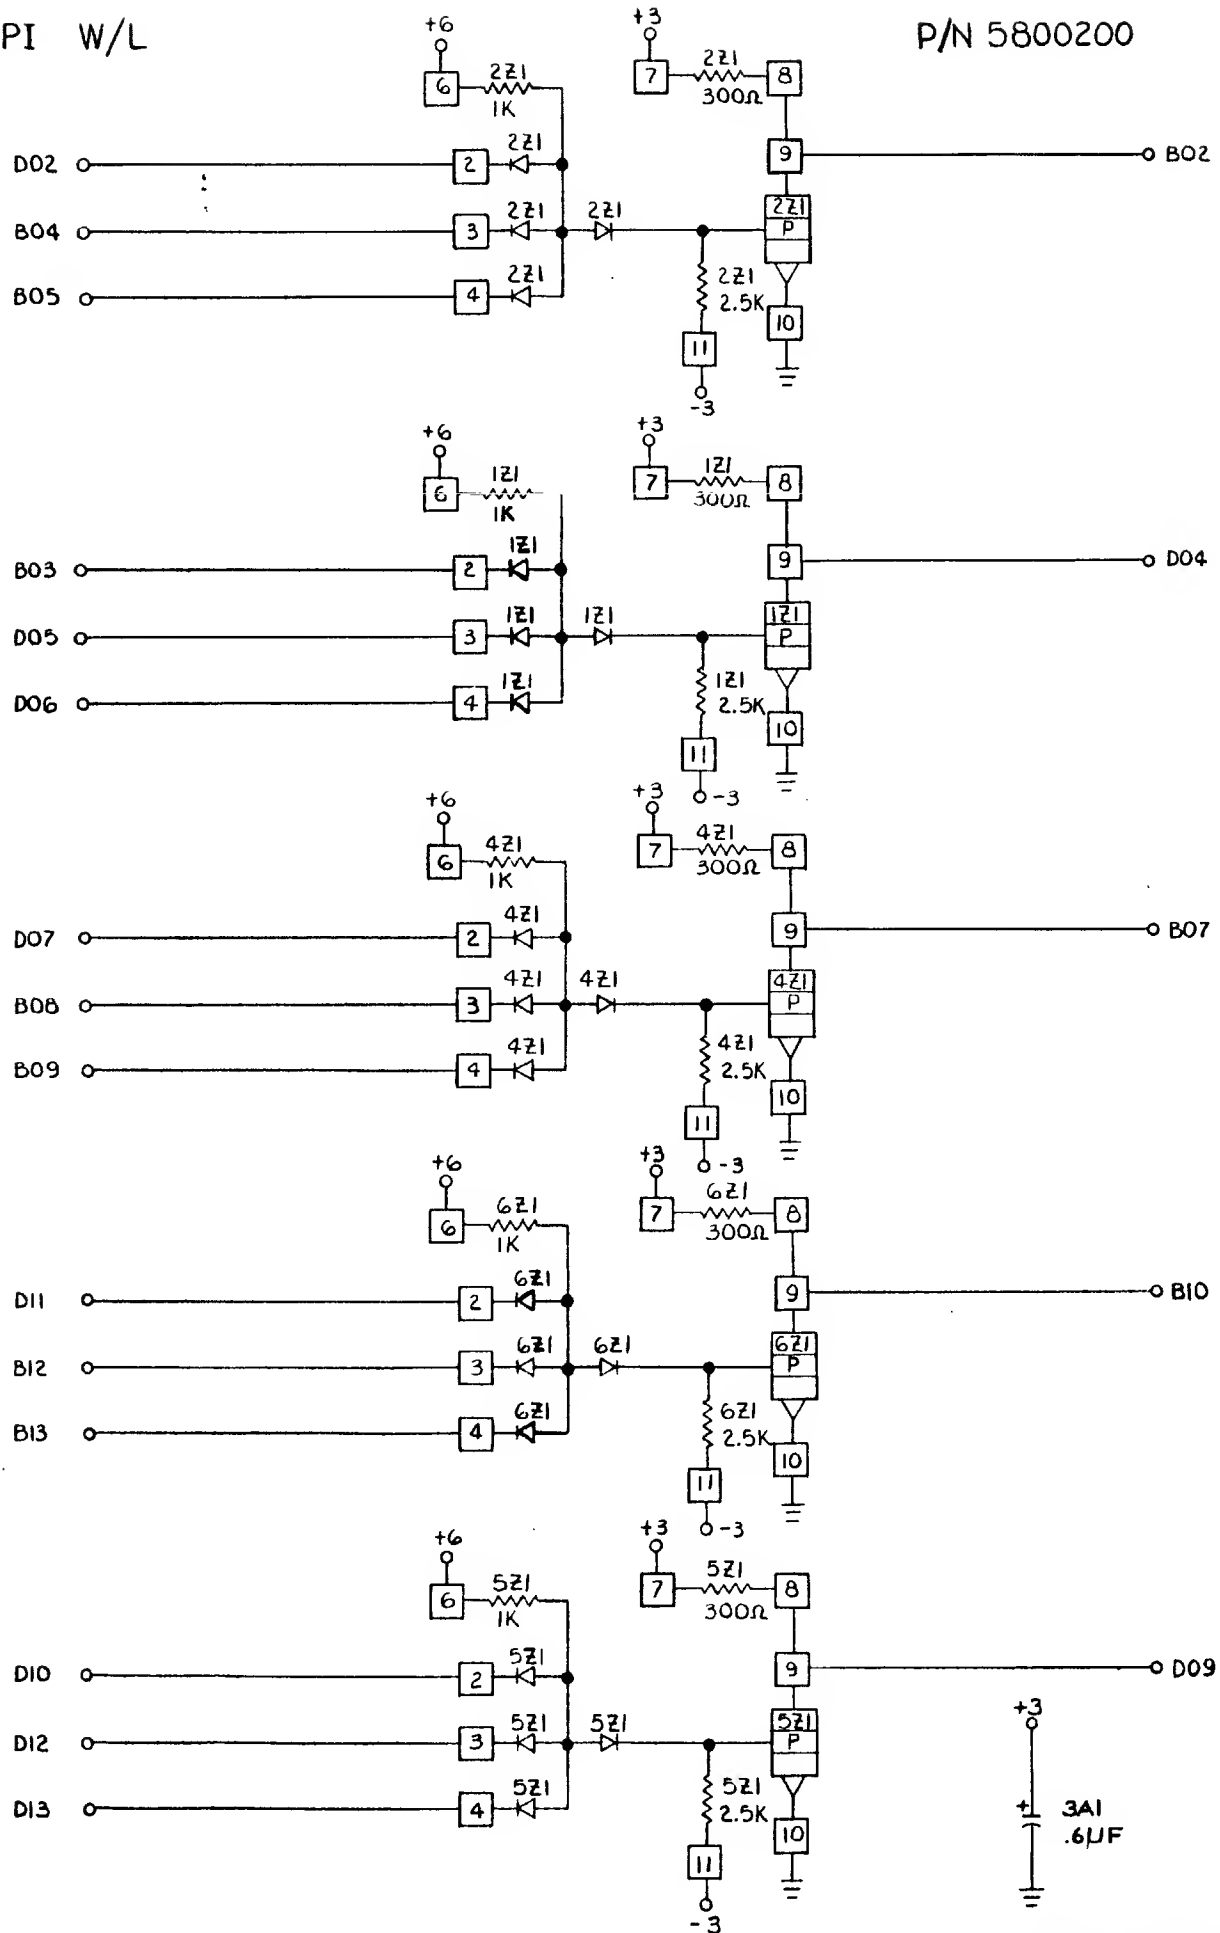 PI W/L
P/N 5800200
+6
+3
6
2Z1
1K
7
2Z1
300Ω
8
D02
2
2Z1
9
B02
B04
3
2Z1
2Z1
2Z1
P
B05
4
2Z1
2Z1
2.5K
10
11
-3
+6
+3
6
1Z1
1K
7
1Z1
300Ω
8
B03
2
1Z1
9
D04
D05
3
1Z1
1Z1
1Z1
P
D06
4
1Z1
1Z1
2.5K
10
11
-3
+6
+3
6
4Z1
1K
7
4Z1
300Ω
8
D07
2
4Z1
9
B07
B08
3
4Z1
4Z1
4Z1
P
B09
4
4Z1
4Z1
2.5K
10
11
-3
+6
+3
6
6Z1
1K
7
6Z1
300Ω
8
D11
2
6Z1
9
B10
B12
3
6Z1
6Z1
6Z1
P
B13
4
6Z1
6Z1
2.5K
10
11
-3
+6
+3
6
5Z1
1K
7
5Z1
300Ω
8
D10
2
5Z1
9
D09
D12
3
5Z1
5Z1
5Z1
P
D13
4
5Z1
5Z1
2.5K
10
11
-3
+3
+
3A1
.6μF